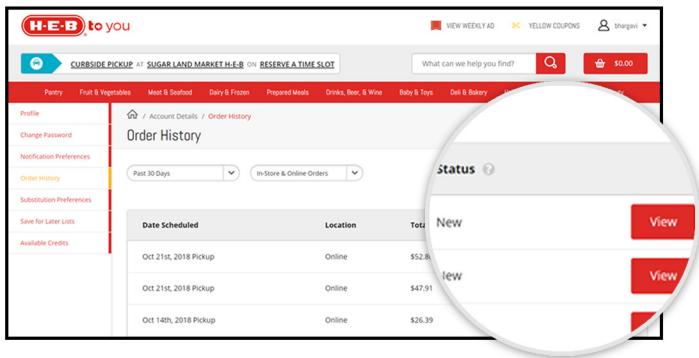 H-E-B to you
VIEW WEEKLY AD YELLOW COUPONS bhargavi
CURBSIDE PICKUP AT SUGAR LAND MARKET H-E-B ON RESERVE A TIME SLOT What can we help you find? $0.00
Pantry Fruit & Vegetables Meat & Seafood Dairy & Frozen Prepared Meals Drinks, Beer, & Wine Baby & Toys Deli & Bakery
Profile
Change Password
Notification Preferences
Order History
Substitution Preferences
Save for Later Lists
Available Credits
/ Account Details / Order History
Order History
Past 30 Days In-Store & Online Orders
Date Scheduled Location Status ?
Oct 21st, 2018 Pickup Online New View
Oct 21st, 2018 Pickup Online $47.91 New View
Oct 14th, 2018 Pickup Online $26.39